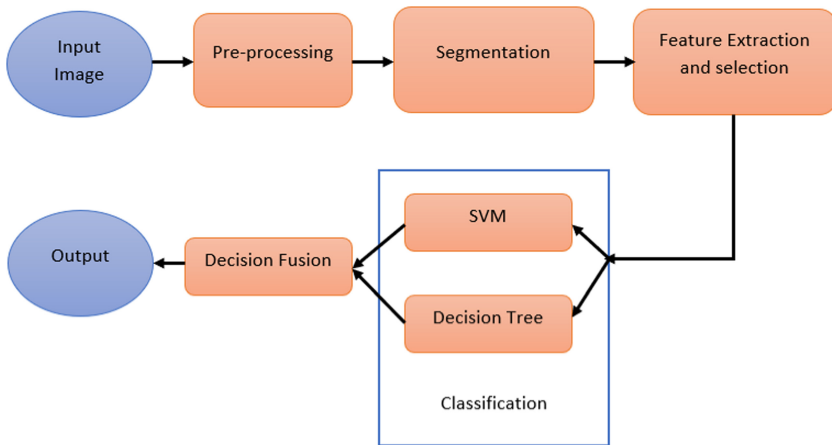 Input
Image
Pre-processing
Segmentation
Feature Extraction
and selection
SVM
Output
Decision Fusion
Decision Tree
Classification